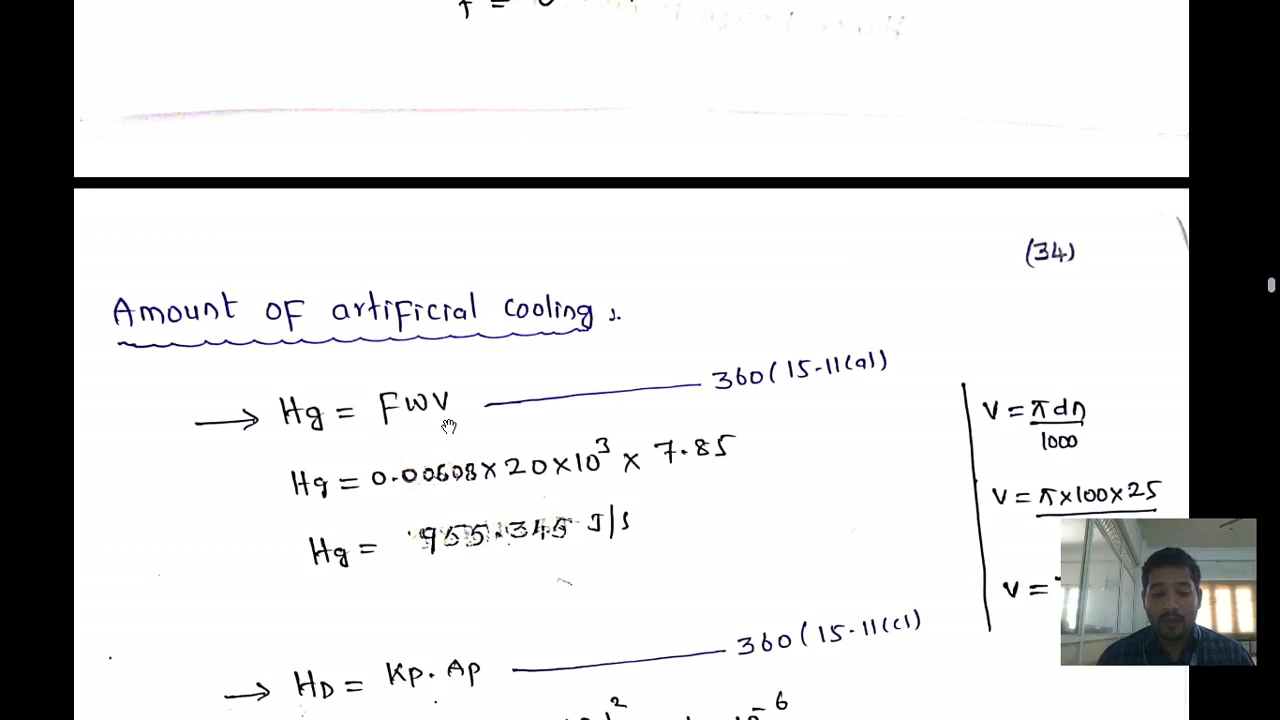 (34)
Amount of artificial cooling :.
→ Hg = FWV — 360(15.11(a))
Hg = 0.00608 × 20 × 10³ × 7.85
Hg = 955.345 J/s
V = πdn
1000
V = π×100×25
V =
→ HD = Kp. Ap — 360(15.11(c))